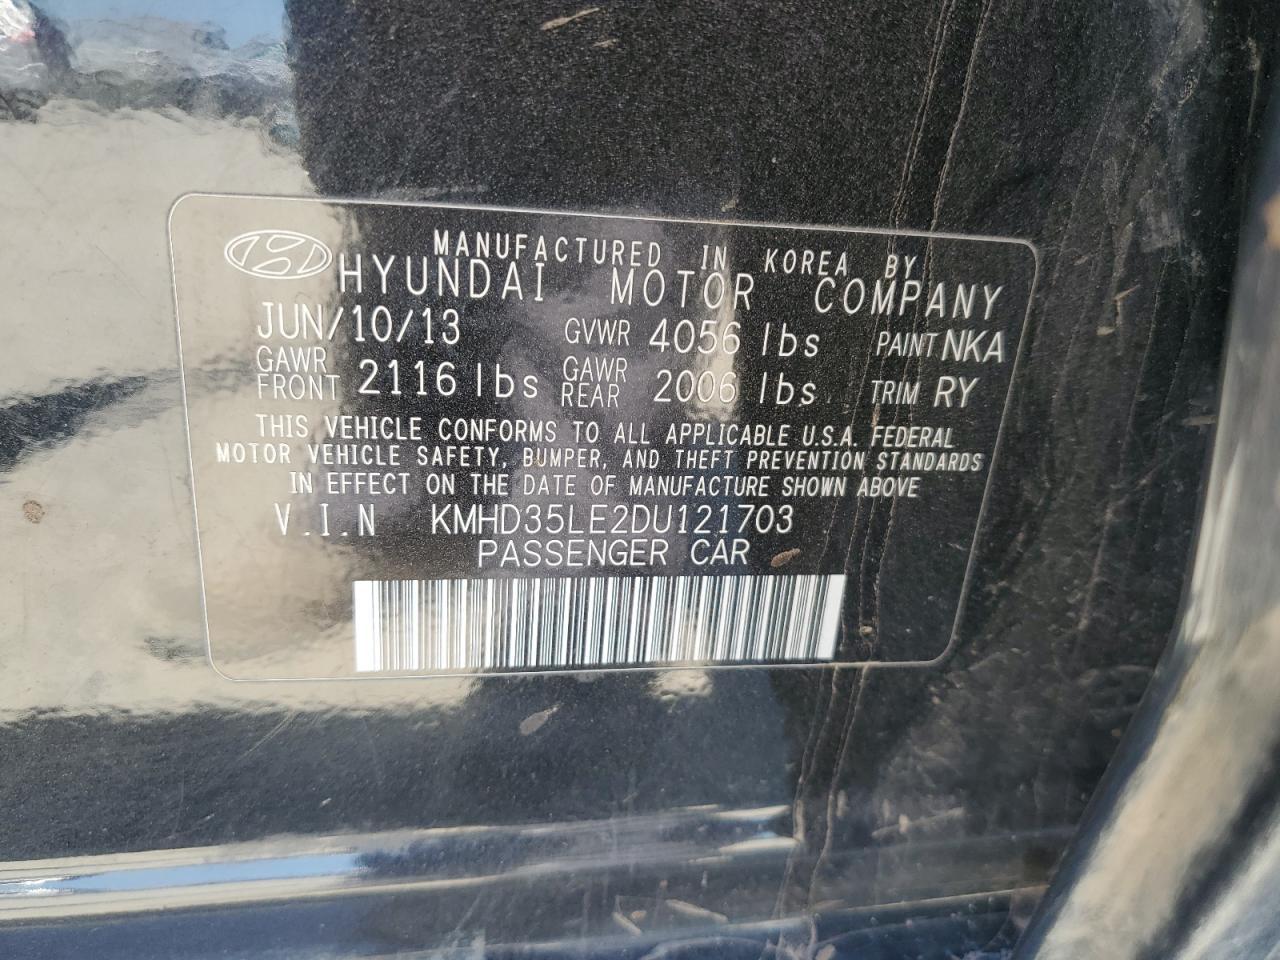 MANUFACTURED IN KOREA BY
HYUNDAI MOTOR COMPANY
JUN/10/13 GVWR 4056 lbs PAINT NKA
GAWR FRONT 2116 lbs GAWR REAR 2006 lbs TRIM RY
THIS VEHICLE CONFORMS TO ALL APPLICABLE U.S.A. FEDERAL
MOTOR VEHICLE SAFETY, BUMPER, AND THEFT PREVENTION STANDARDS
IN EFFECT ON THE DATE OF MANUFACTURE SHOWN ABOVE
V.I.N KMHD35LE2DU121703
PASSENGER CAR